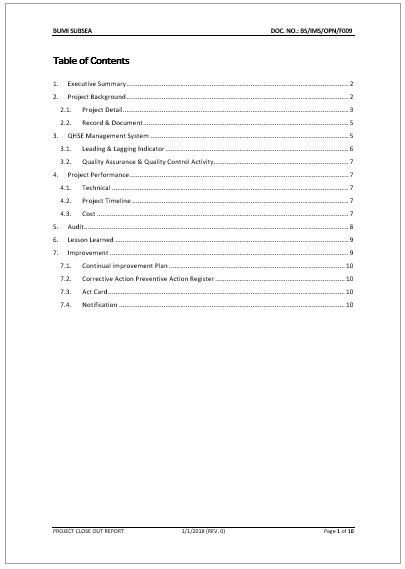 BUMI SUBSEA DOC. NO.: BS/IMS/OPN/F009
Table of Contents
1. Executive Summary 2
2. Project Background 2
2.1. Project Detail 3
2.2. Record & Document 5
3. QHSE Management System 5
3.1. Leading & Lagging Indicator 6
3.2. Quality Assurance & Quality Control Activity 7
4. Project Performance 7
4.1. Technical 7
4.2. Project Timeline 7
4.3. Cost 7
5. Audit 8
6. Lesson Learned 9
7. Improvement 9
7.1. Continual improvement Plan 10
7.2. Corrective Action Preventive Action Register 10
7.3. Act Card 10
7.4. Notification 10
PROJECT CLOSE OUT REPORT 1/1/2018 (REV. 0) Page 1 of 10